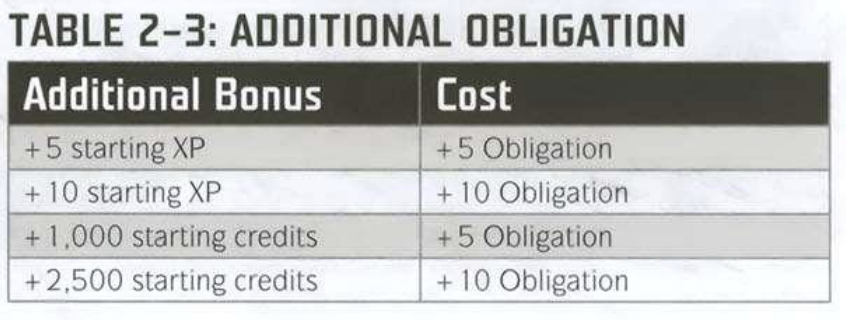 TABLE 2–3: ADDITIONAL OBLIGATION
Additional Bonus Cost
+5 starting XP +5 Obligation
+10 starting XP +10 Obligation
+1,000 starting credits +5 Obligation
+2,500 starting credits +10 Obligation